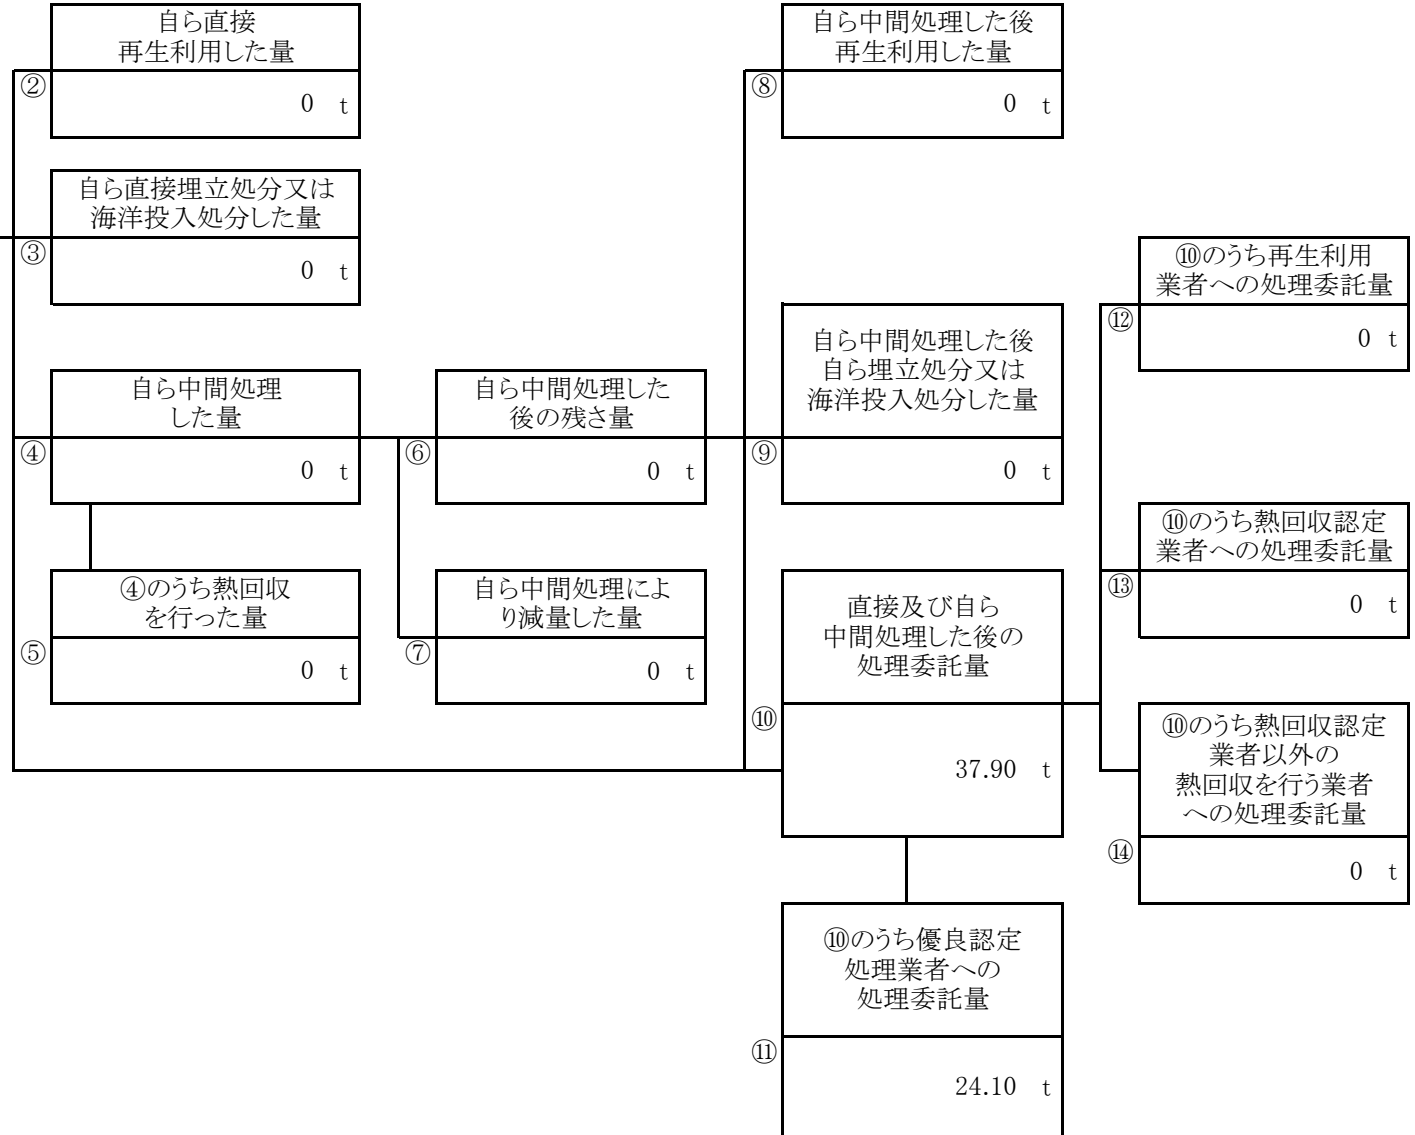 自ら直接
再生利用した量
②
0 t
自ら直接埋立処分又は
海洋投入処分した量
③
0 t
自ら中間処理
した量
④
0 t
④のうち熱回収
を行った量
⑤
0 t
自ら中間処理した
後の残さ量
⑥
0 t
自ら中間処理によ
り減量した量
⑦
0 t
自ら中間処理した後
再生利用した量
⑧
0 t
自ら中間処理した後
自ら埋立処分又は
海洋投入処分した量
⑨
0 t
直接及び自ら
中間処理した後の
処理委託量
⑩
37.90 t
⑩のうち優良認定
処理業者への
処理委託量
⑪
24.10 t
⑩のうち再生利用
業者への処理委託量
⑫
0 t
⑩のうち熱回収認定
業者への処理委託量
⑬
0 t
⑩のうち熱回収認定
業者以外の
熱回収を行う業者
への処理委託量
⑭
0 t